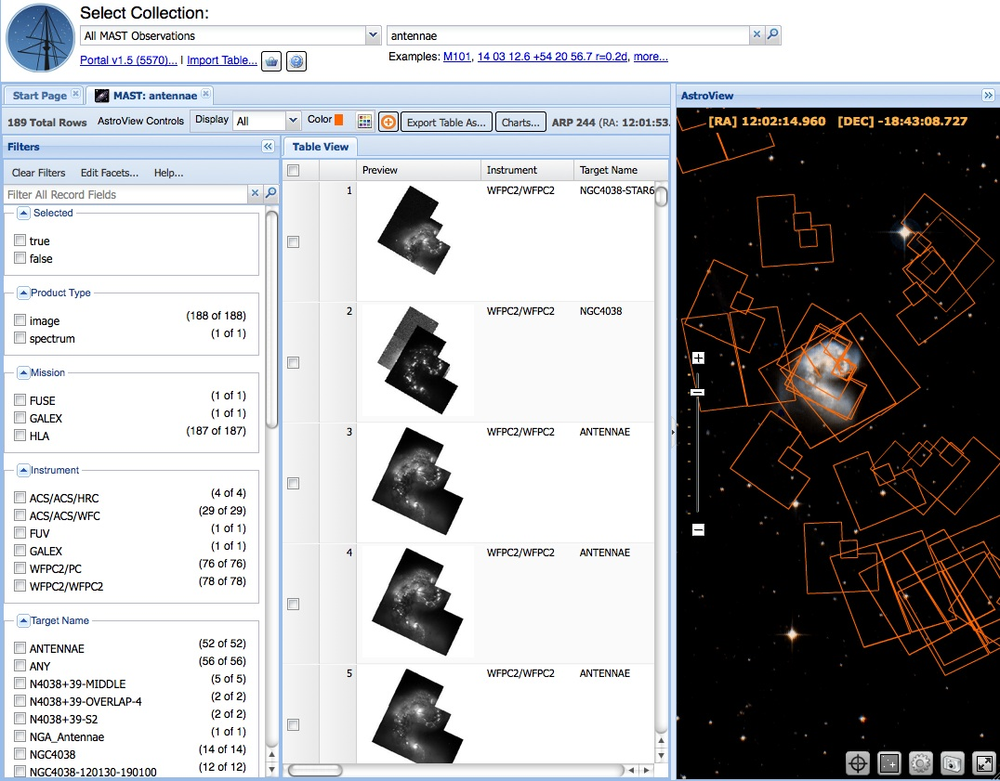 Select Collection:
All MAST Observations
antennae
Portal v1.5 (5570)... | Import Table...
Examples: M101, 14 03 12.6 +54 20 56.7 r=0.2d, more...
Start Page
MAST: antennae
189 Total Rows AstroView Controls Display All Color Export Table As... Charts... ARP 244 (RA: 12:01:53.
Filters
Clear Filters Edit Facets... Help...
Filter All Record Fields
Selected
true
false
Product Type
image (188 of 188)
spectrum (1 of 1)
Mission
FUSE (1 of 1)
GALEX (1 of 1)
HLA (187 of 187)
Instrument
ACS/ACS/HRC (4 of 4)
ACS/ACS/WFC (29 of 29)
FUV (1 of 1)
GALEX (1 of 1)
WFPC2/PC (76 of 76)
WFPC2/WFPC2 (78 of 78)
Target Name
ANTENNAE (52 of 52)
ANY (56 of 56)
N4038+39-MIDDLE (5 of 5)
N4038+39-OVERLAP-4 (2 of 2)
N4038+39-S2 (2 of 2)
NGA_Antennae (1 of 1)
NGC4038 (14 of 14)
NGC4038-120130-190100 (12 of 12)
Table View
Preview Instrument Target Name
1 WFPC2/WFPC2 NGC4038-STAR6
2 WFPC2/WFPC2 NGC4038
3 WFPC2/WFPC2 ANTENNAE
4 WFPC2/WFPC2 ANTENNAE
5 WFPC2/WFPC2 ANTENNAE
AstroView
[RA] 12:02:14.960 [DEC] -18:43:08.727